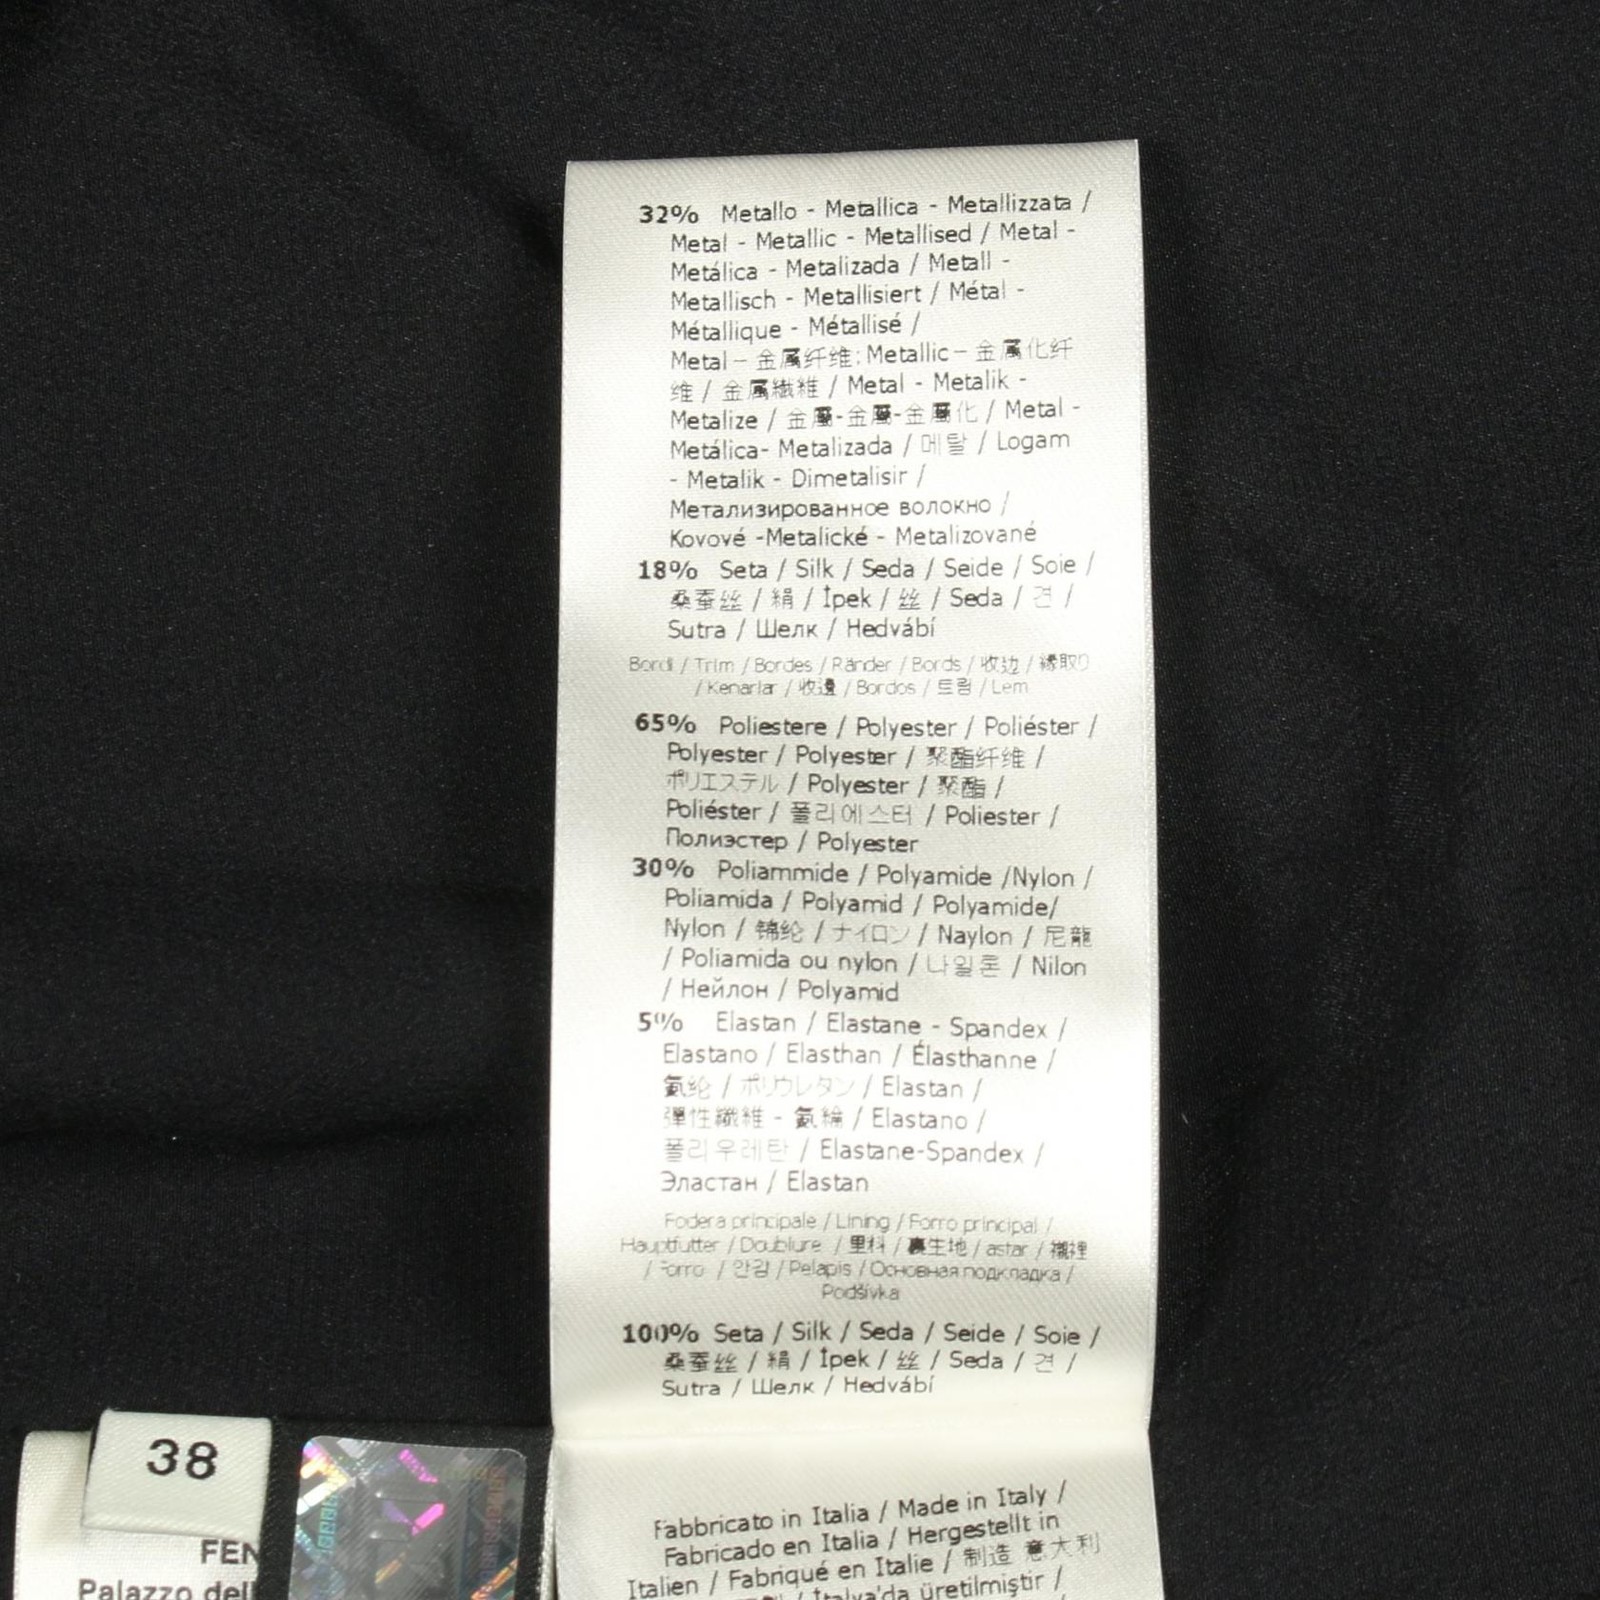 32% Metallo - Metallica - Metallizzata /
Metal - Metallic - Metallised / Metal -
Metálica - Metalizada / Metall -
Metallisch - Metallisiert / Métal -
Métallique - Métallisé /
Metal – 金属纤维: Metallic – 金属化纤
维 / 金属繊維 / Metal - Metalik -
Metalize / 金屬-金屬-金屬化 / Metal -
Metálica- Metalizada / 메탈 / Logam
- Metalik - Dimetalisir /
Метализированное волокно /
Kovové -Metalické - Metalizované
18% Seta / Silk / Seda / Seide / Soie /
桑蚕丝 / 絹 / İpek / 丝 / Seda / 견 /
Sutra / Шелк / Hedvábí
Bordi / Trim / Bordes / Ränder / Bords / 收边 / 縁取り
/ Kenarlar / 收邊 / Bordos / 트림 / Lem
65% Poliestere / Polyester / Poliéster /
Polyester / Polyester / 聚酯纤维 /
ポリエステル / Polyester / 聚酯 /
Poliéster / 폴리에스터 / Poliester /
Полиэстер / Polyester
30% Poliammide / Polyamide /Nylon /
Poliamida / Polyamid / Polyamide/
Nylon / 锦纶 / ナイロン / Naylon / 尼龍
/ Poliamida ou nylon / 나일론 / Nilon
/ Нейлон / Polyamid
5% Elastan / Elastane - Spandex /
Elastano / Elasthan / Élasthanne /
氨纶 / ポリウレタン / Elastan /
彈性纖維 - 氨綸 / Elastano /
폴리우레탄 / Elastane-Spandex /
Эластан / Elastan
Fodera principale / Lining / Forro principal /
Hauptfutter / Doublure / 里料 / 裏生地 / astar / 襯裡
/ Forro / 안감 / Pelapis / Основная подкладка /
Podšívka
100% Seta / Silk / Seda / Seide / Soie /
桑蚕丝 / 絹 / İpek / 丝 / Seda / 견 /
Sutra / Шелк / Hedvábí
38
FEN
Palazzo dell
Fabbricato in Italia / Made in Italy /
Fabricado en Italia / Hergestellt in
Italien / Fabriqué en Italie / 制造 意大利
/ İtalya'da üretilmiştir /